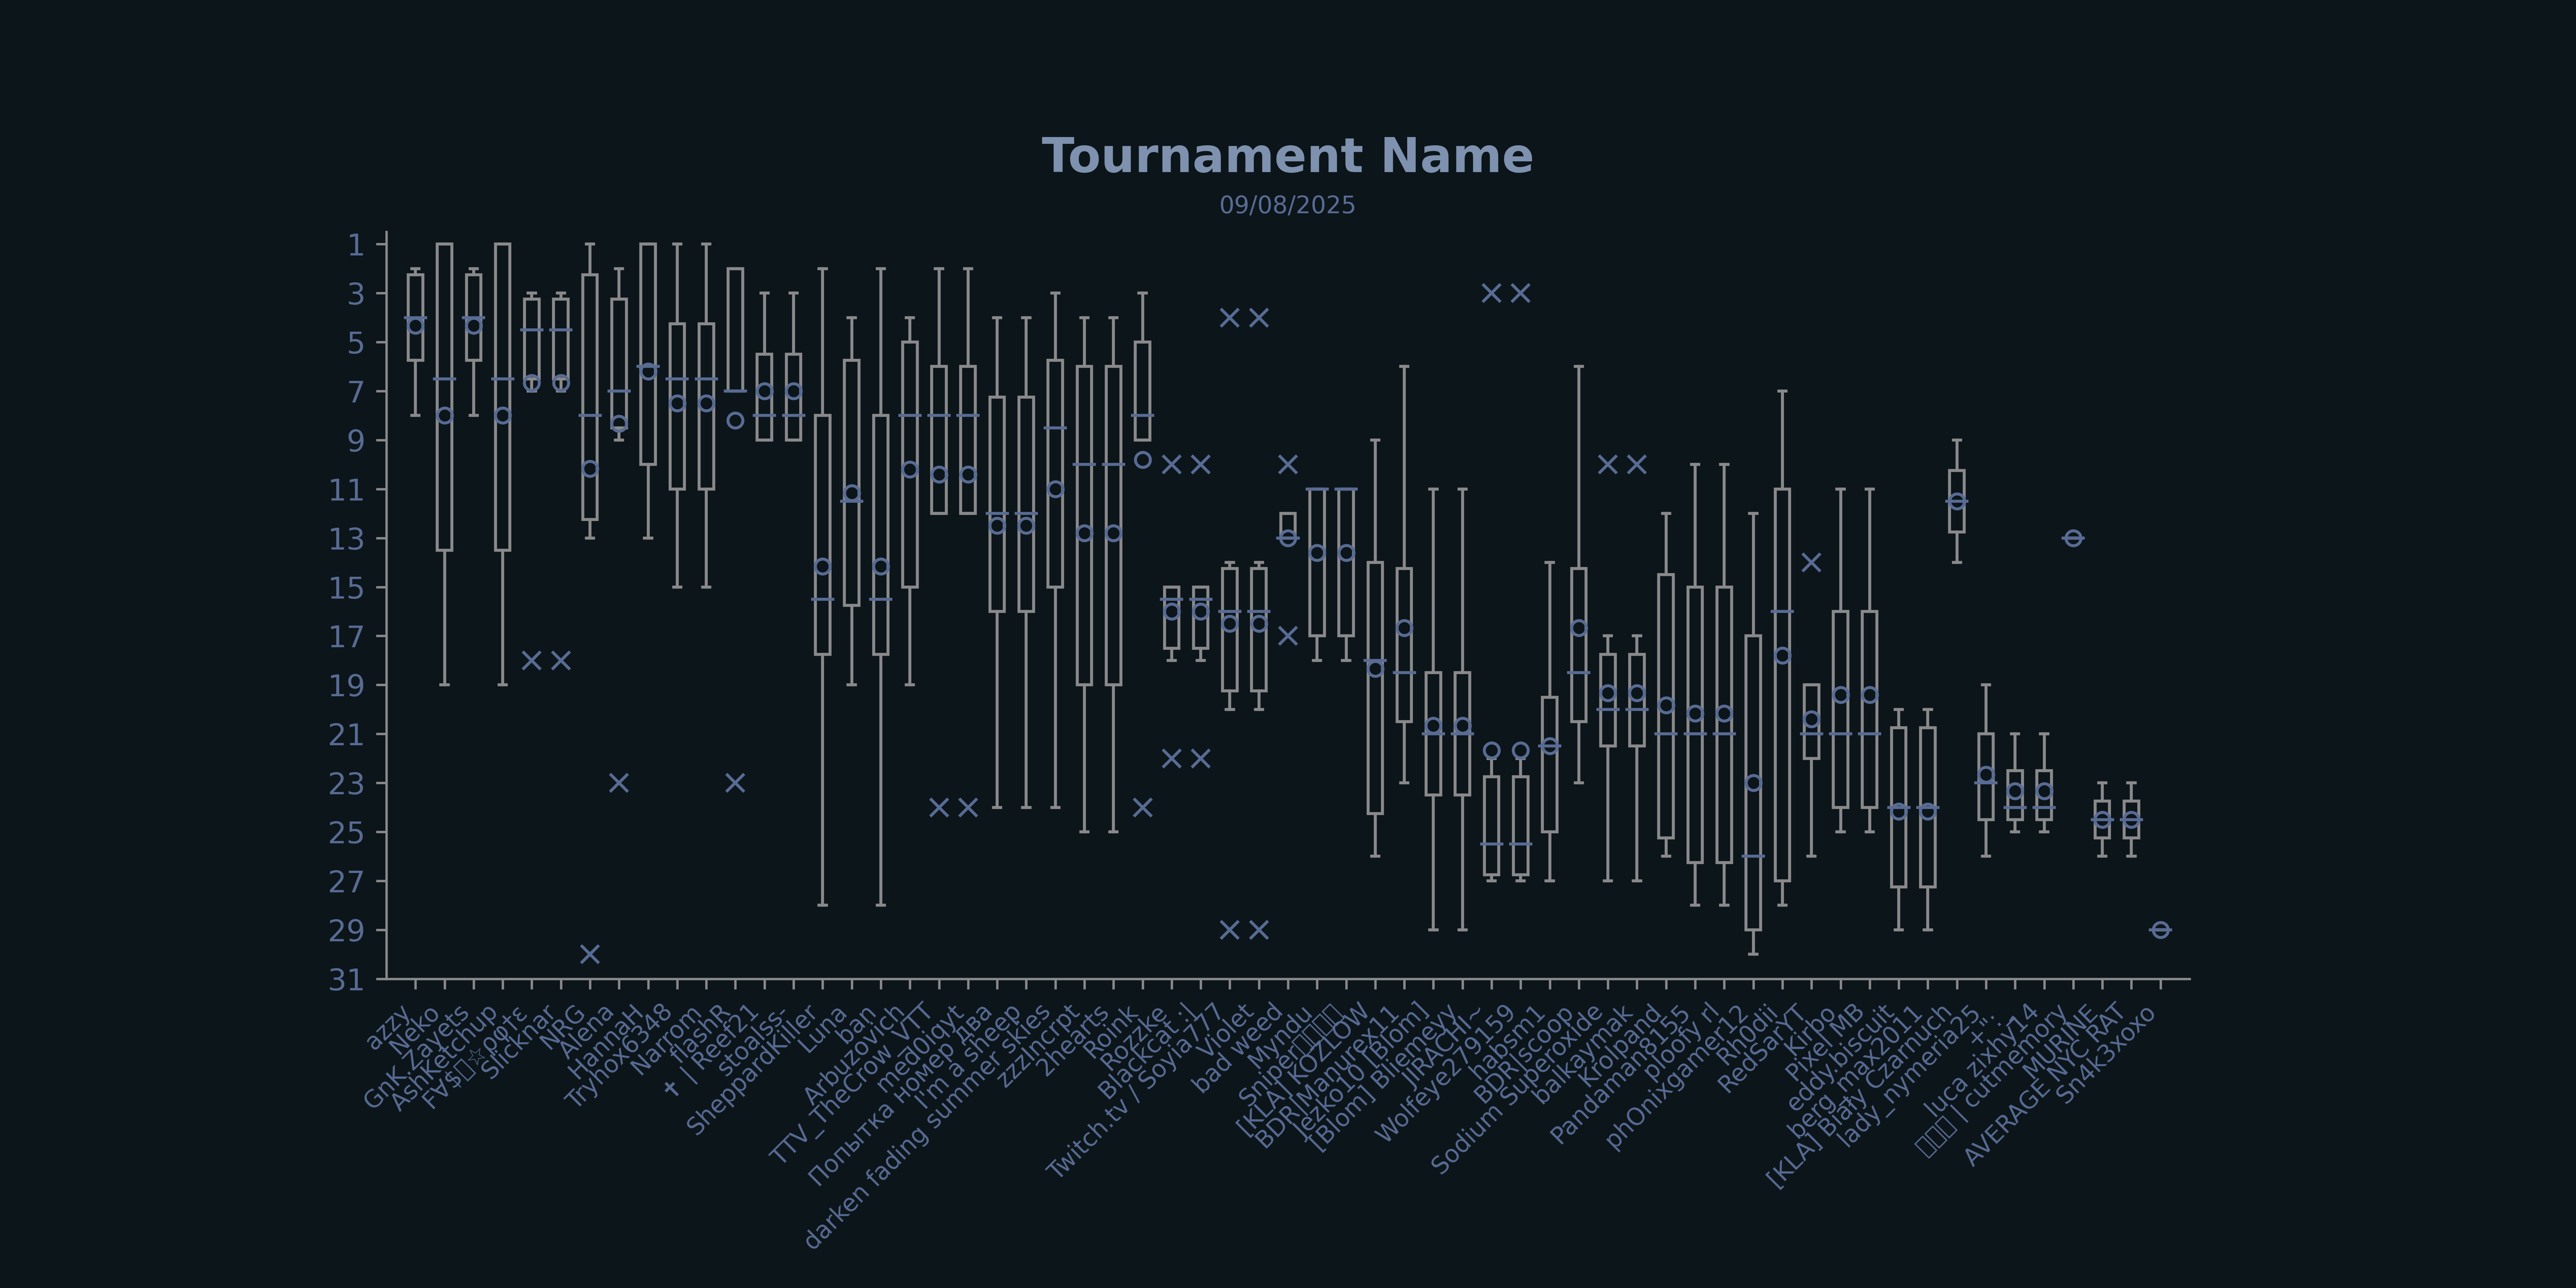 Tournament Name
09/08/2025
1
3
5
7
9
11
13
15
17
19
21
23
25
27
29
31
azzy
Neko
GnK.Zayets
AshKetchup
slicknar
NRG
Alena
HannaH
Tryhox6348
Narrom
flashR
✝ | Reef21
stoalss-
SheppardKiller
Luna
ban
Arbuzovich
TTV_TheCrow_VTT
med0iqyt
Попытка номер два
I'm a sheep
darken fading summer skies
zzzIncrpt
2hearts
Roink
Rozzke
Blackcat :l
Twitch.tv / Soyla777
Violet
bad weed
Myndu
Sniper
[KLA] KOZLOW
BDR|Manurex11
Jezko10 [Blom]
[Blom] Bliemevy
JIRACHI~
Wolfeye279159
habsm1
BDR|scoop
Sodium Superoxide
balkaymak
Krolpand
Pandaman8155
ploofy rl
phOnixgamer12
Rh0dii
RedSarYT
Kirbo
Pixel MB
eddy.biscuit
berg_max2011
[KLA] Biały Czarnuch
lady_nymeria25
+".
luca zixhy14
| cutmemory
MURINE
AVERAGE NYC RAT
Sn4k3xoxo